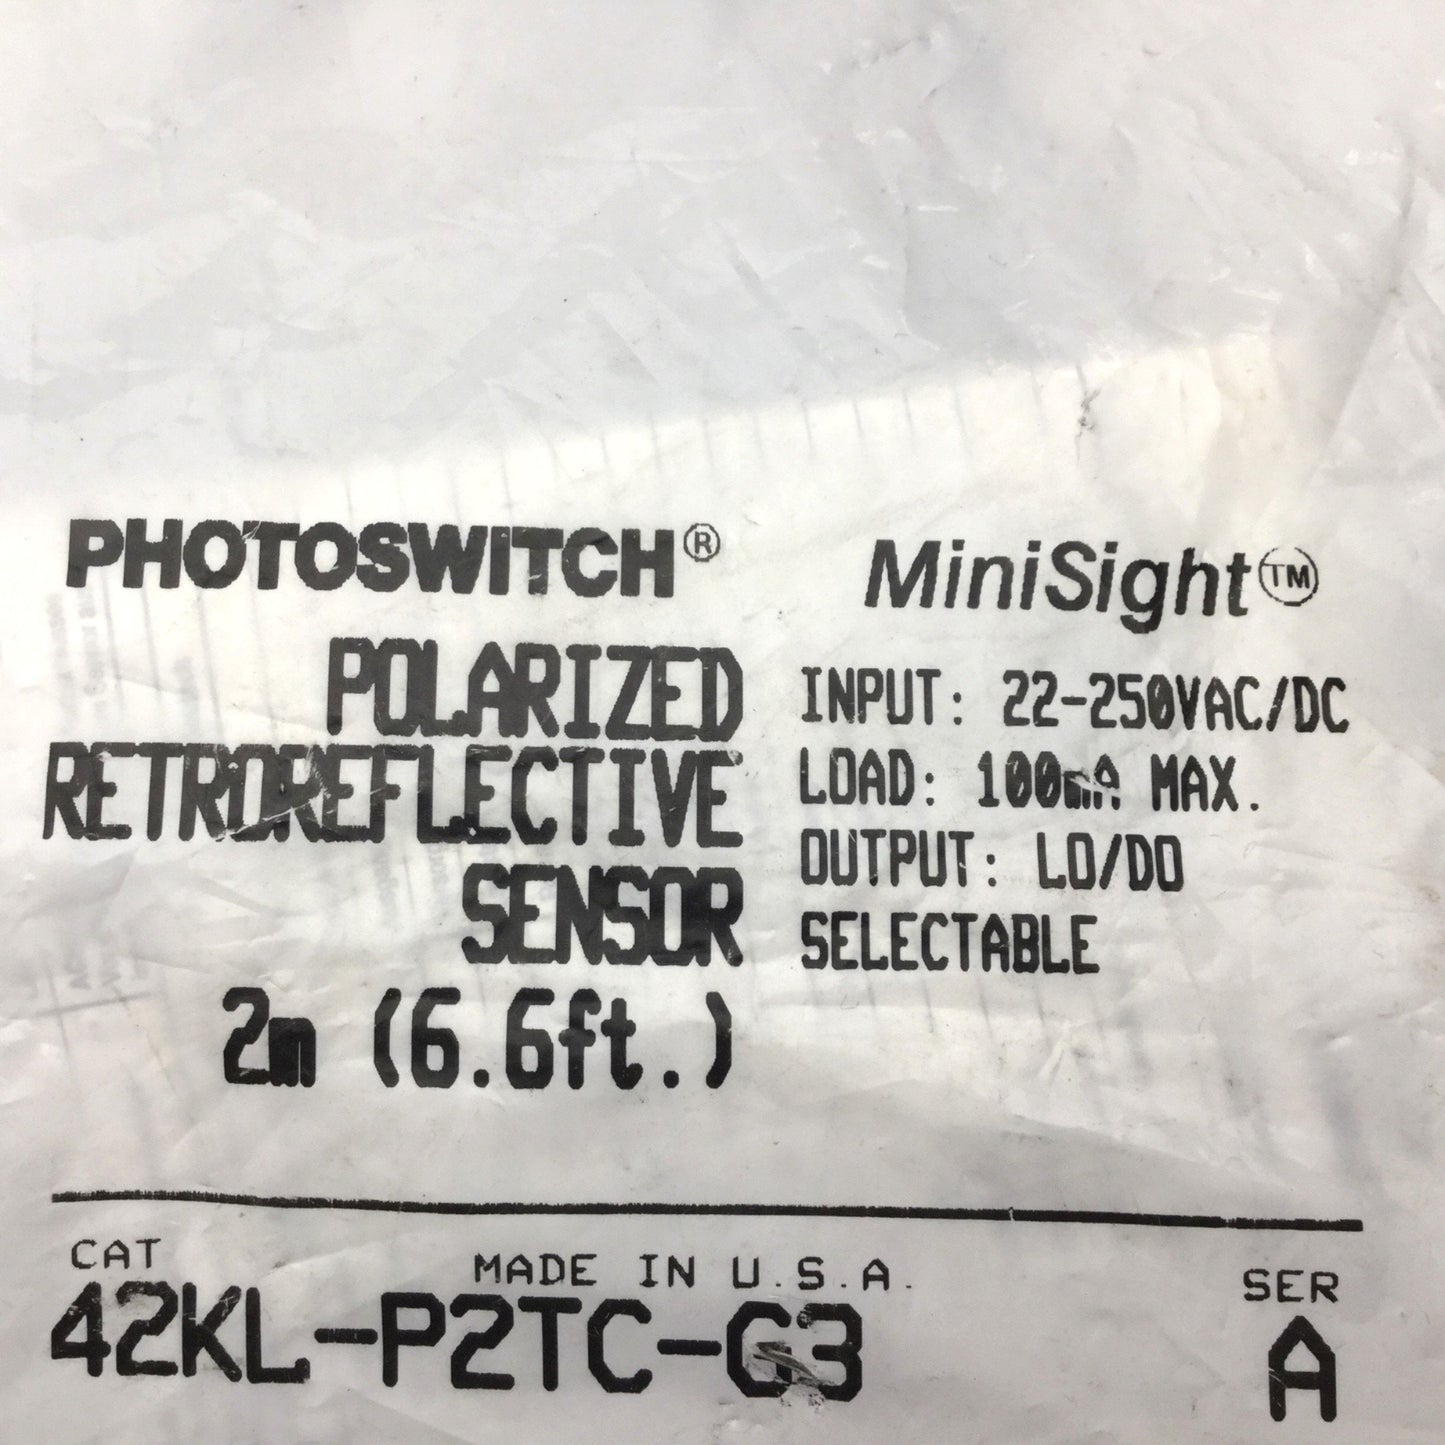 PHOTOSWITCH®
POLARIZED
RETROREFLECTIVE
SENSOR
2m (6.6ft.)
MiniSight™
INPUT: 22-250VAC/DC
LOAD: 100mA MAX.
OUTPUT: LO/DO
SELECTABLE
CAT
MADE IN U.S.A.
SER
42KL-P2TC-G3
A